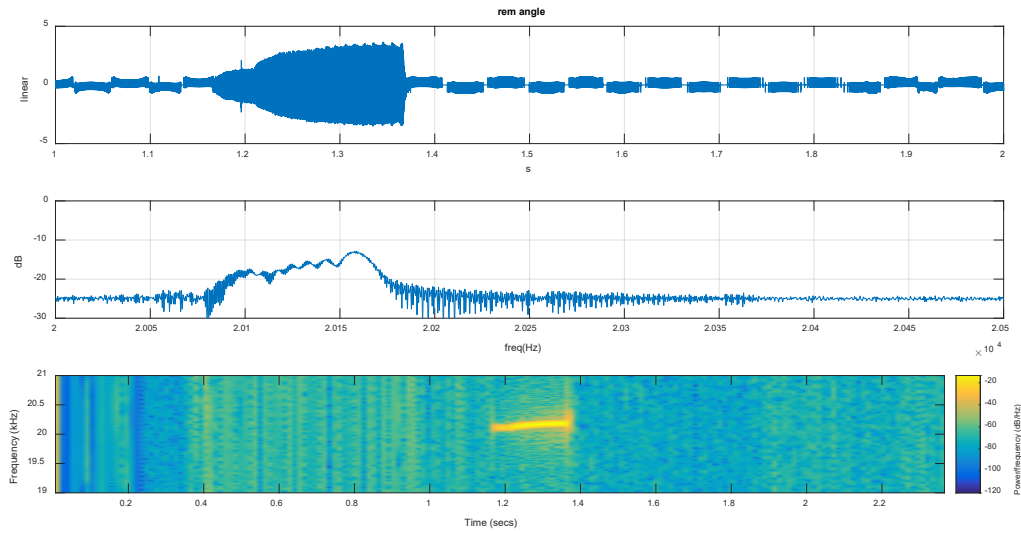 rem angle
5
0
-5
linear
1 1.1 1.2 1.3 1.4 1.5 1.6 1.7 1.8 1.9 2
s
0
-10
-20
-30
dB
2 2.005 2.01 2.015 2.02 2.025 2.03 2.035 2.04 2.045 2.05
freq(Hz)
× 10 4
21
20.5
20
19.5
19
Frequency (kHz)
0.2 0.4 0.6 0.8 1 1.2 1.4 1.6 1.8 2 2.2
Time (secs)
-20
-40
-60
-80
-100
-120
Power/frequency (dB/Hz)